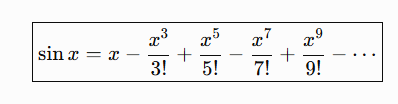 sin x = x − x³/3! + x⁵/5! − x⁷/7! + x⁹/9! − ⋯